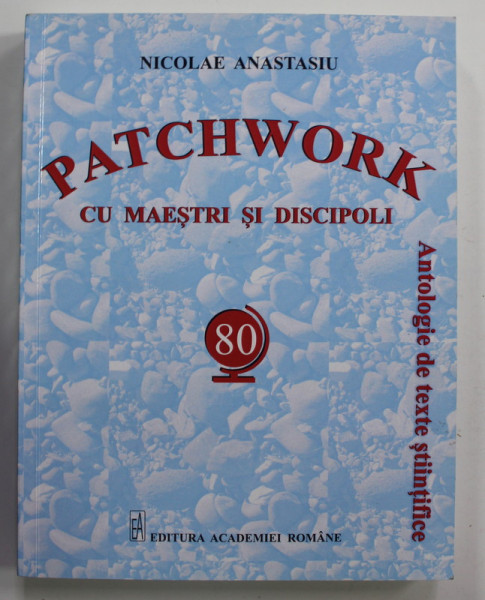 NICOLAE ANASTASIU
PATCHWORK
CU MAEŞTRI ŞI DISCIPOLI
Antologie de texte ştiinţifice
80
EA EDITURA ACADEMIEI ROMÂNE